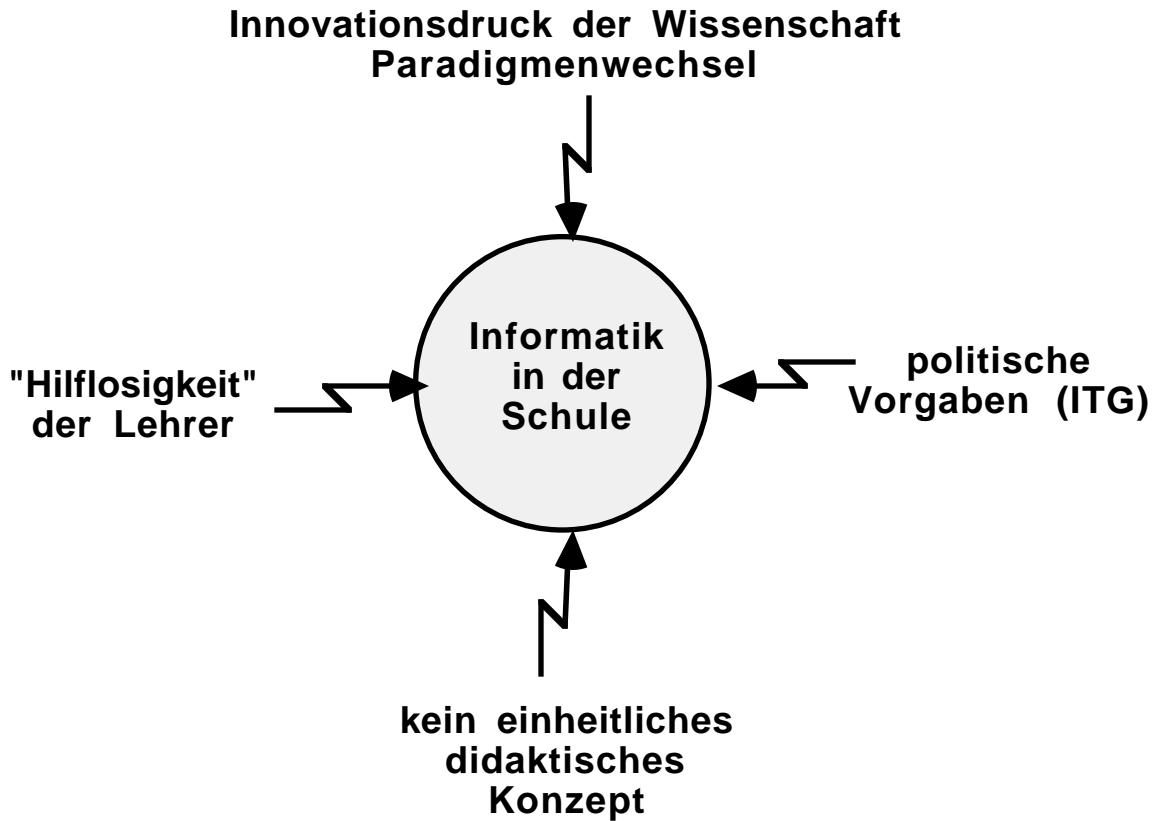 Innovationsdruck der Wissenschaft
Paradigmenwechsel
Informatik
in der
Schule
"Hilflosigkeit"
der Lehrer
politische
Vorgaben (ITG)
kein einheitliches
didaktisches
Konzept